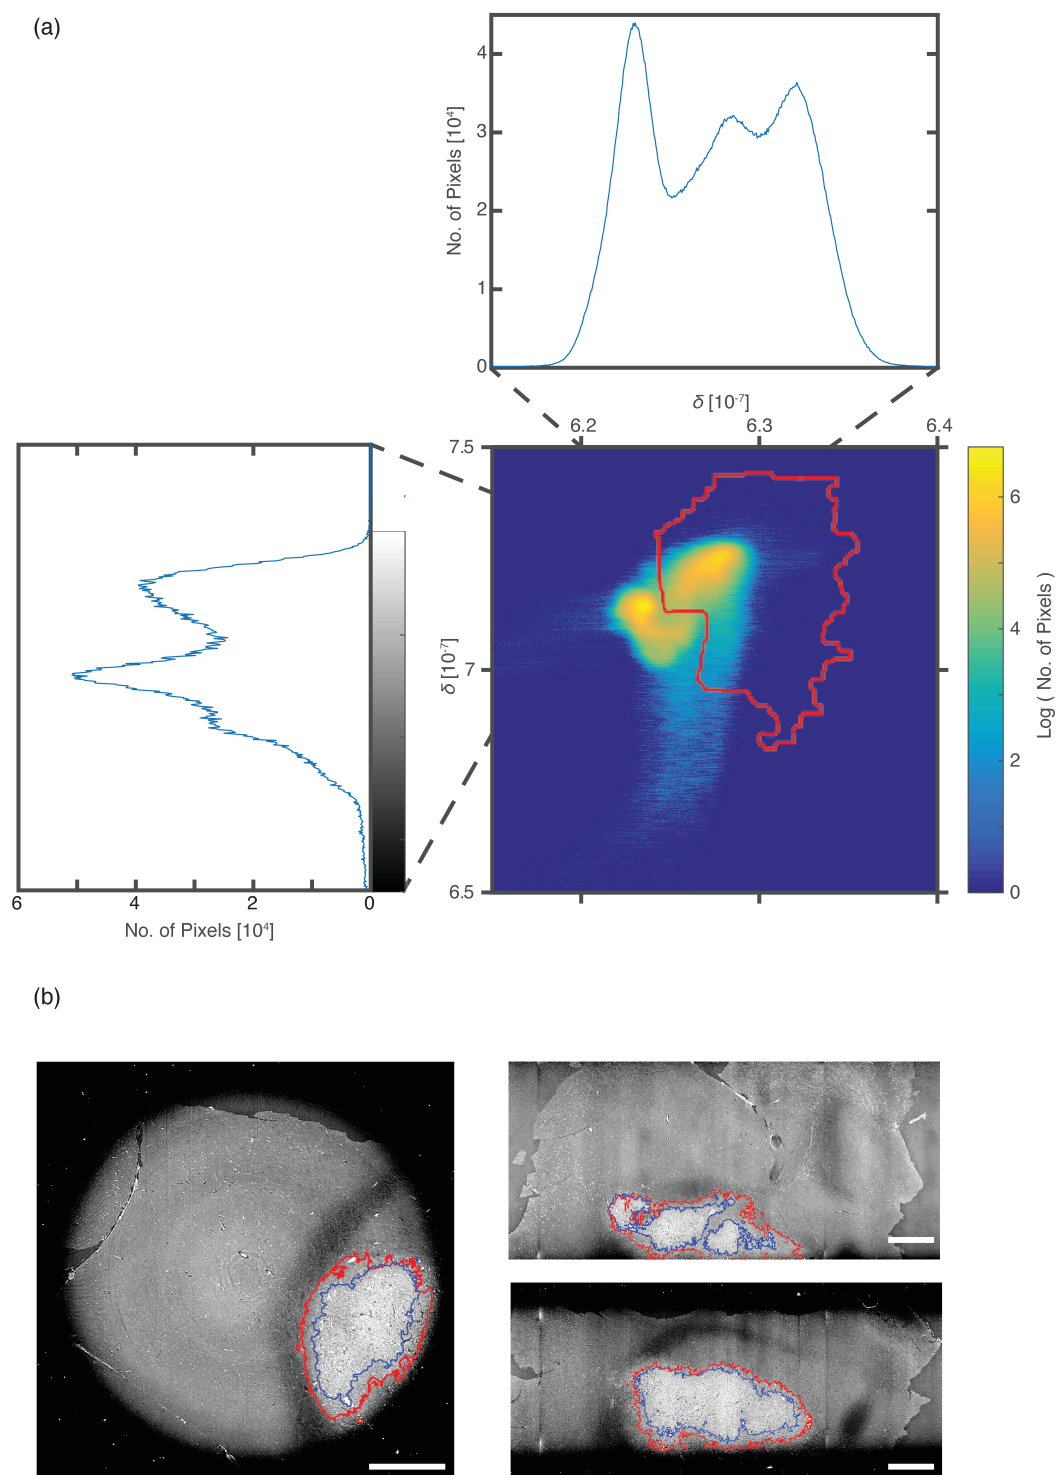 (a)
4
3
2
1
0
No. of Pixels [10⁴]
δ [10⁻⁷]
6.2 6.3 6.4
7.5
7
6.5
δ [10⁻⁷]
6 4 2 0
No. of Pixels [10⁴]
6
4
2
0
Log ( No. of Pixels )
(b)